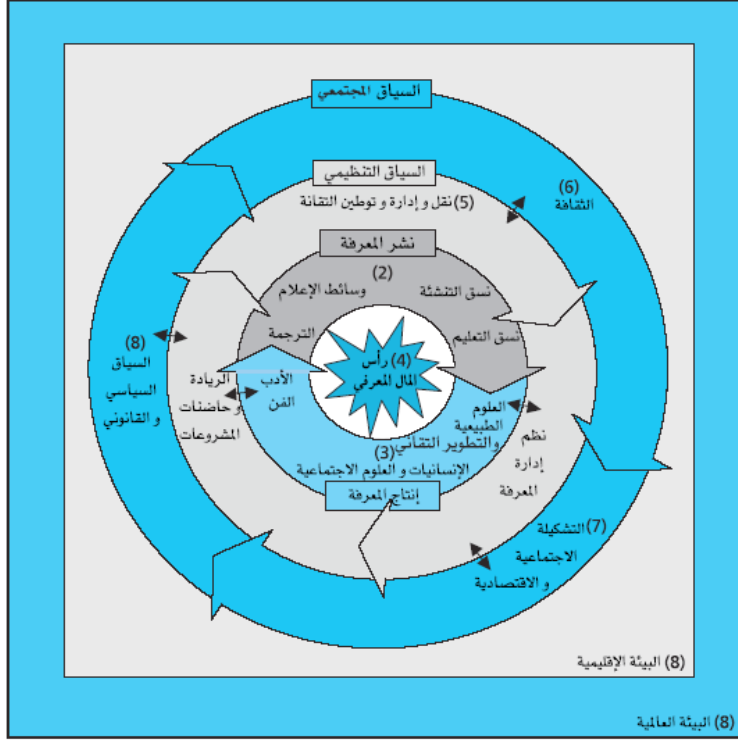 السياق المجتمعي
السياق التنظيمي
(5) نقل و إدارة و توطين التقانة
(6)
الثقافة
نشر المعرفة
(2)
وسائط الإعلام
نسق التنشئة
الترجمة
نسق التعليم
(4) رأس
المال المعرفي
(8)
السياق
السياسي
و القانوني
الريادة
و حاضنات
المشروعات
الأدب
الفن
العلوم
الطبيعية
والتطوير التقاني
(3)
الإنسانيات و العلوم الاجتماعية
إنتاج المعرفة
نظم
إدارة
المعرفة
(7) التشكيلة
الاجتماعية
و الاقتصادية
(8) البيئة الإقليمية
(8) البيئة العالمية